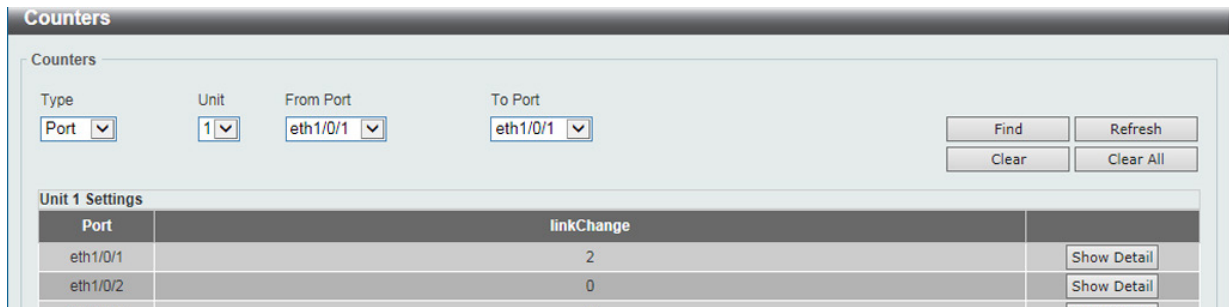 Counters
Counters
Type Unit From Port To Port
Port 1 eth1/0/1 eth1/0/1
Find Refresh
Clear Clear All
Unit 1 Settings
Port linkChange
eth1/0/1 2 Show Detail
eth1/0/2 0 Show Detail